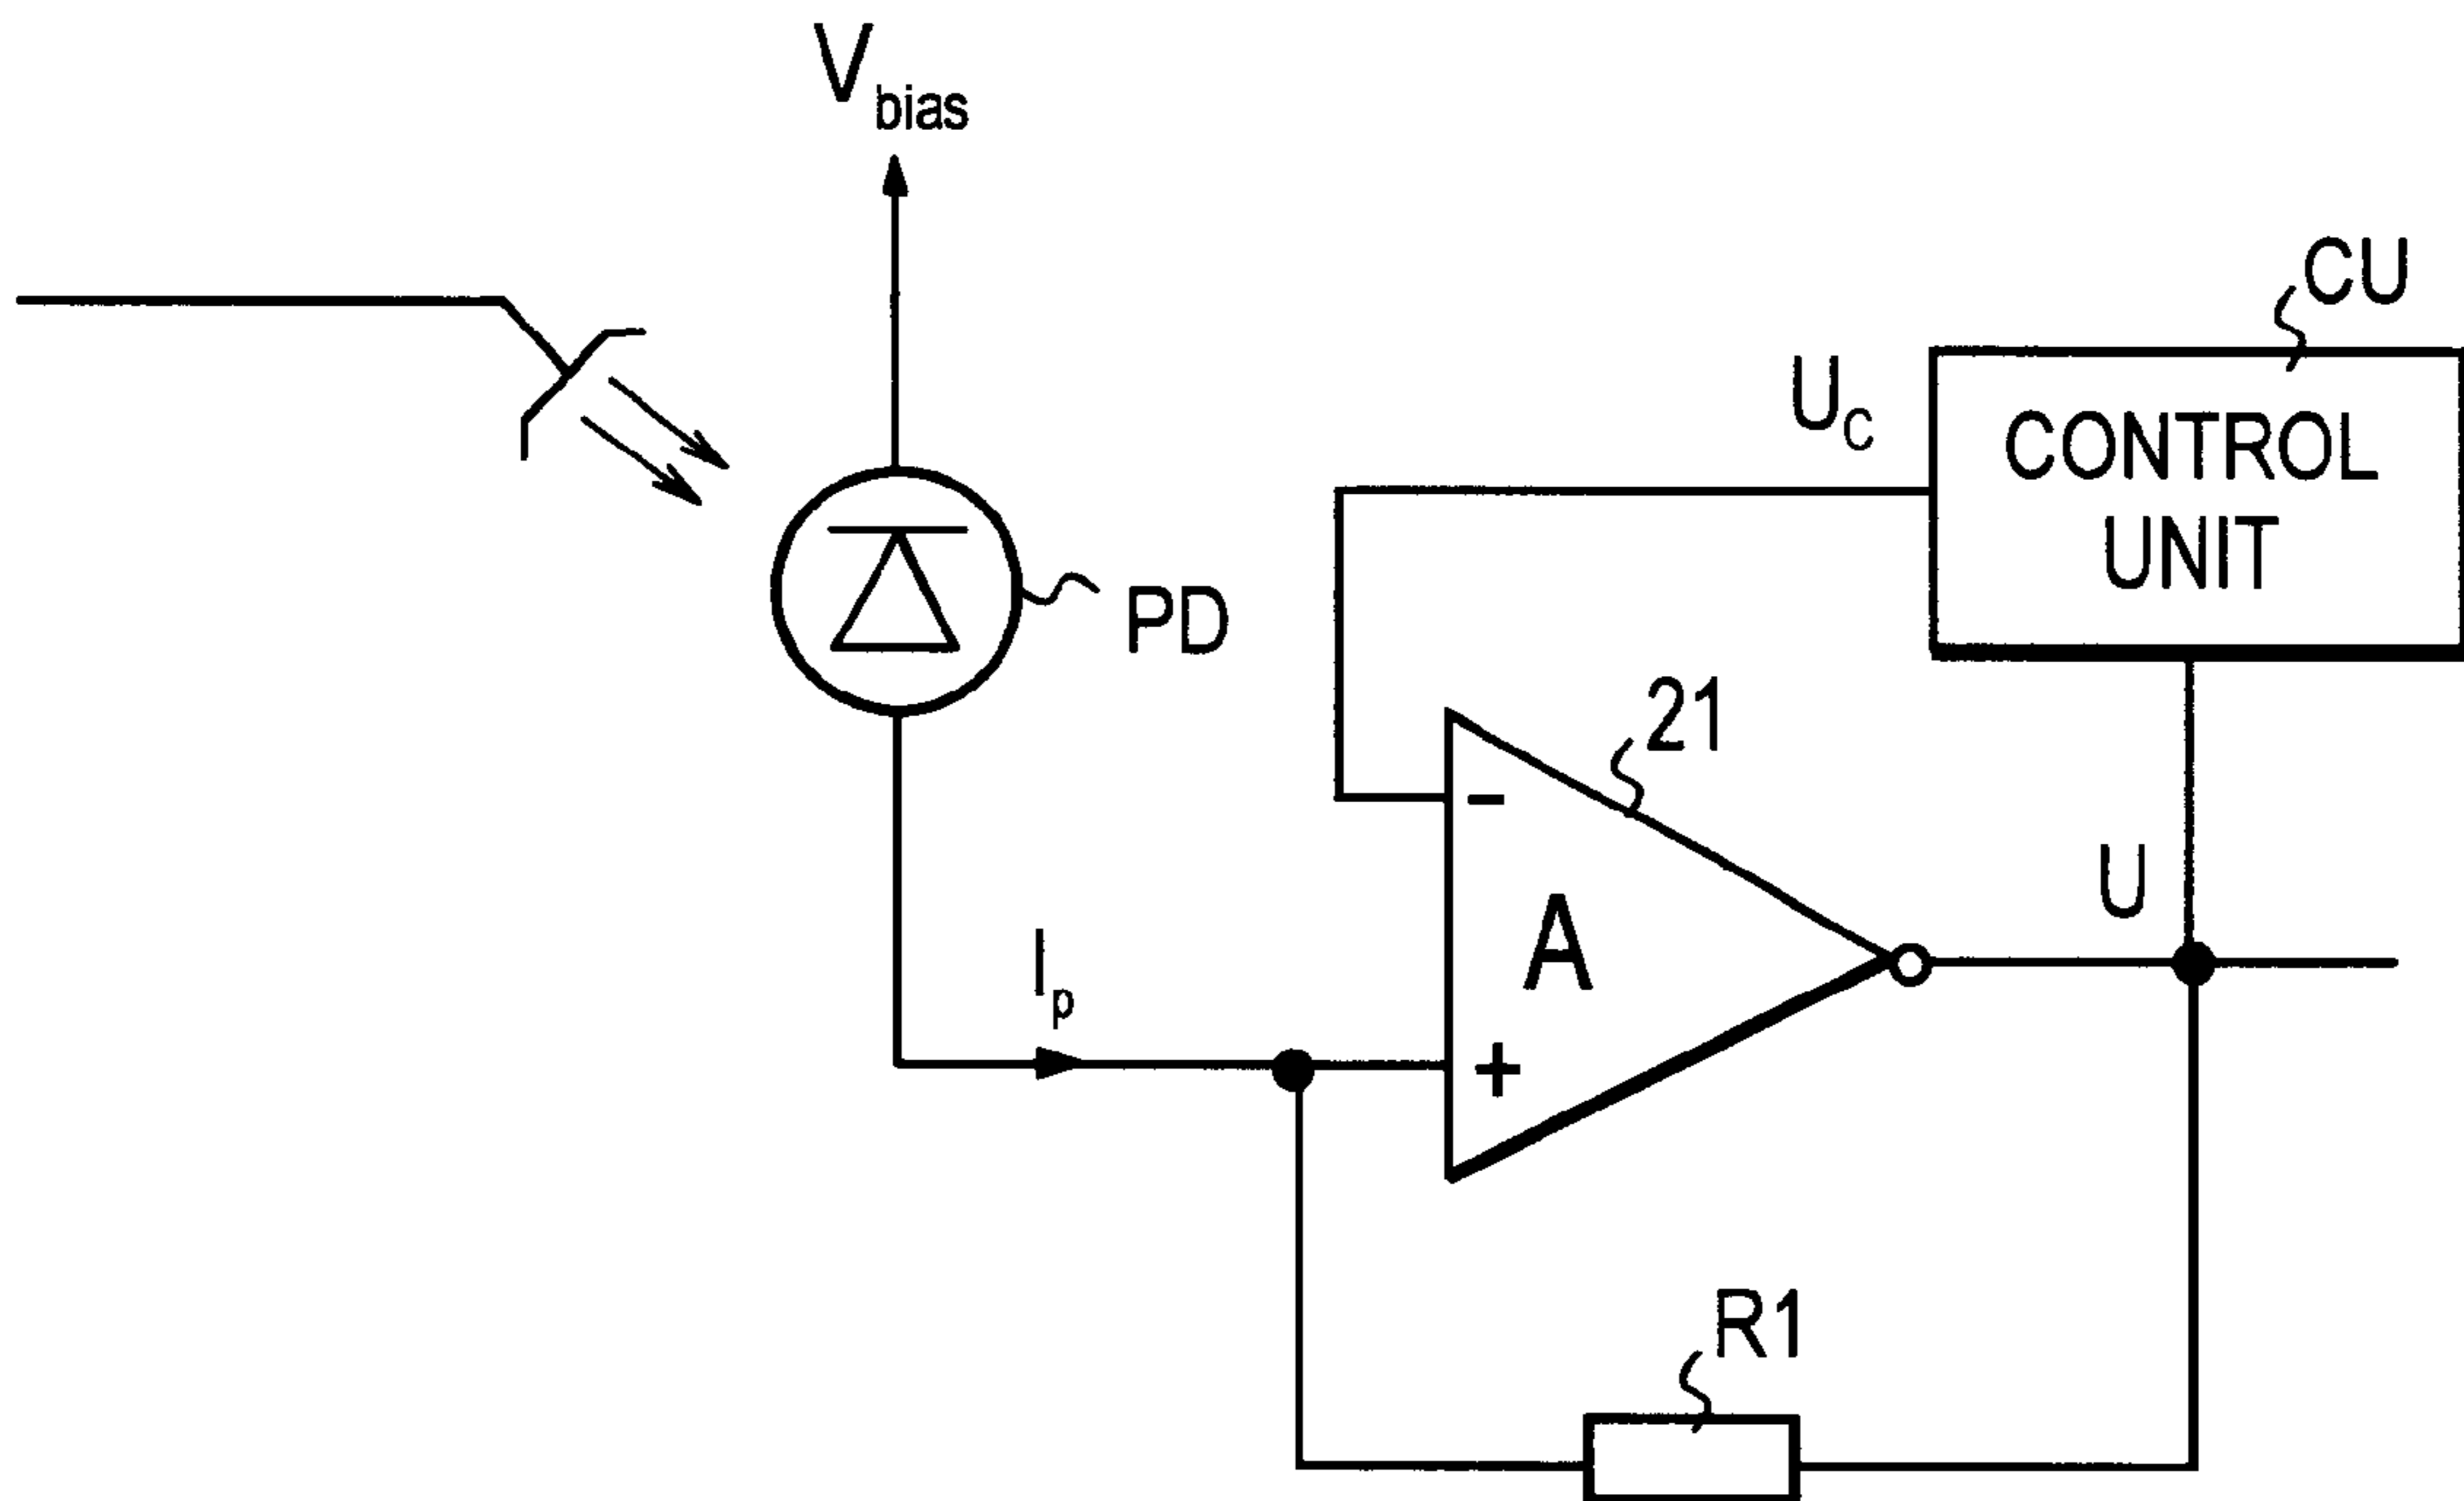 Vbias
CU
UC
CONTROL
UNIT
PD
21
-
U
A
Ip
+
R1